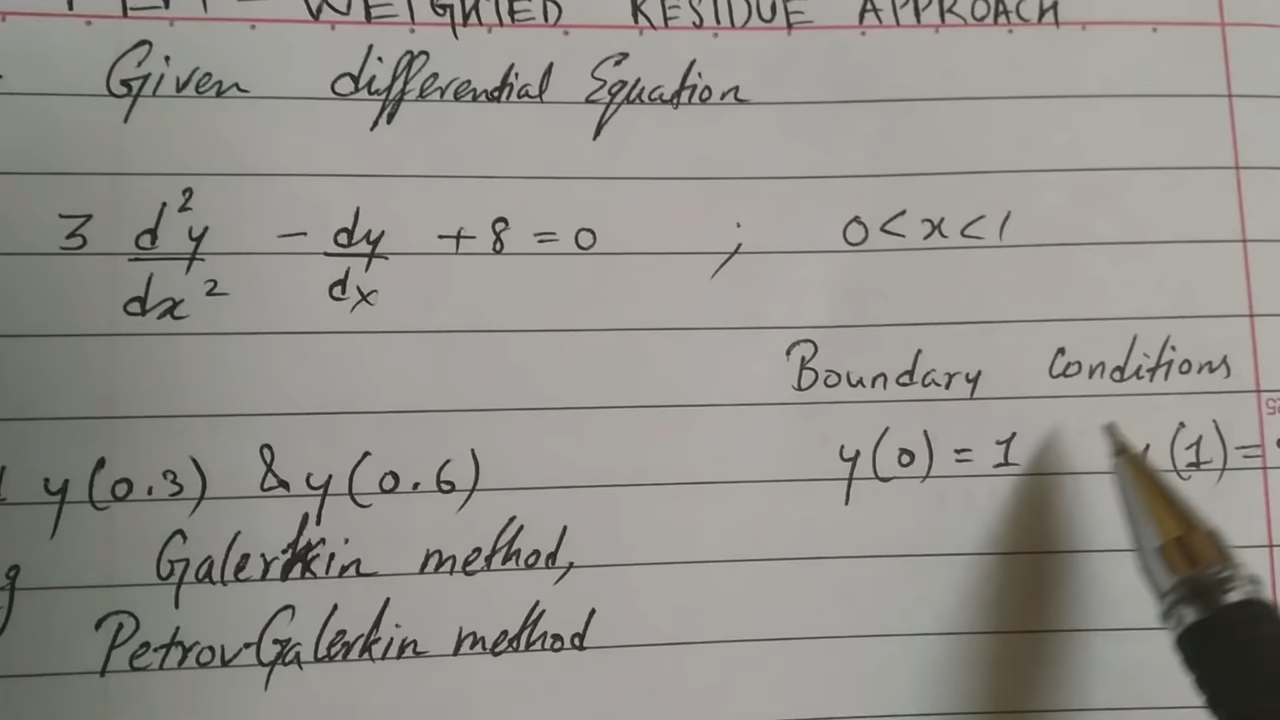 WEIGHTED RESIDUE APPROACH
Given differential Equation
3 d²y/dx² - dy/dx + 8 = 0 ; 0 < x < 1
Boundary Conditions
y(0.3) & y(0.6) y(0) = 1 (1) =
Galerkin method,
Petrov-Galerkin method